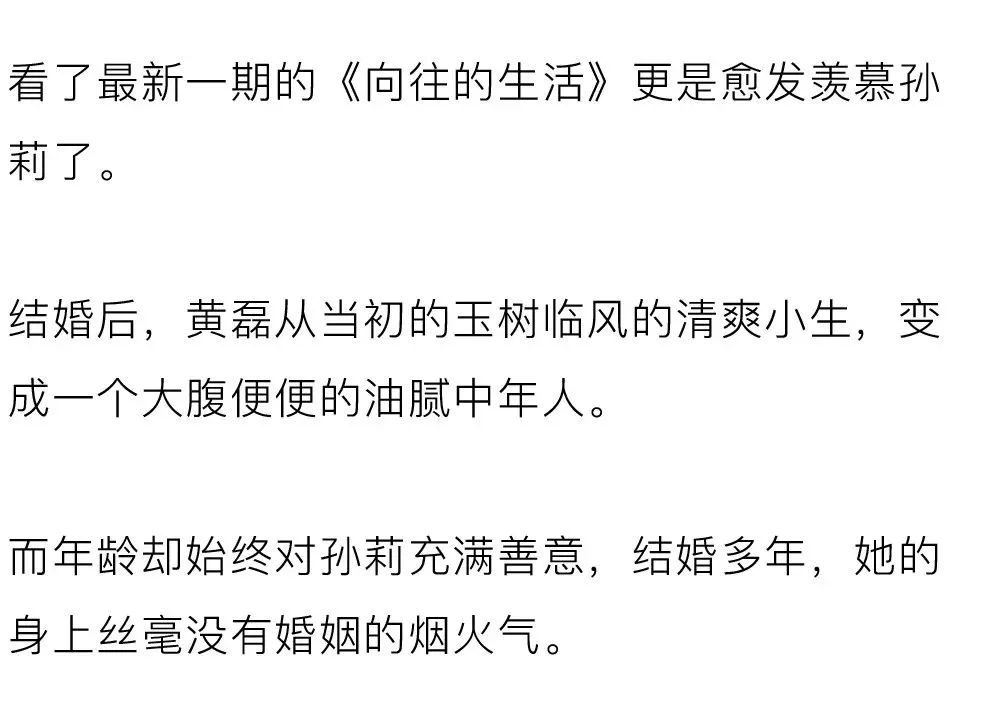 看了最新一期的《向往的生活》更是愈发羡慕孙
莉了。
结婚后，黄磊从当初的玉树临风的清爽小生，变
成一个大腹便便的油腻中年人。
而年龄却始终对孙莉充满善意，结婚多年，她的
身上丝毫没有婚姻的烟火气。